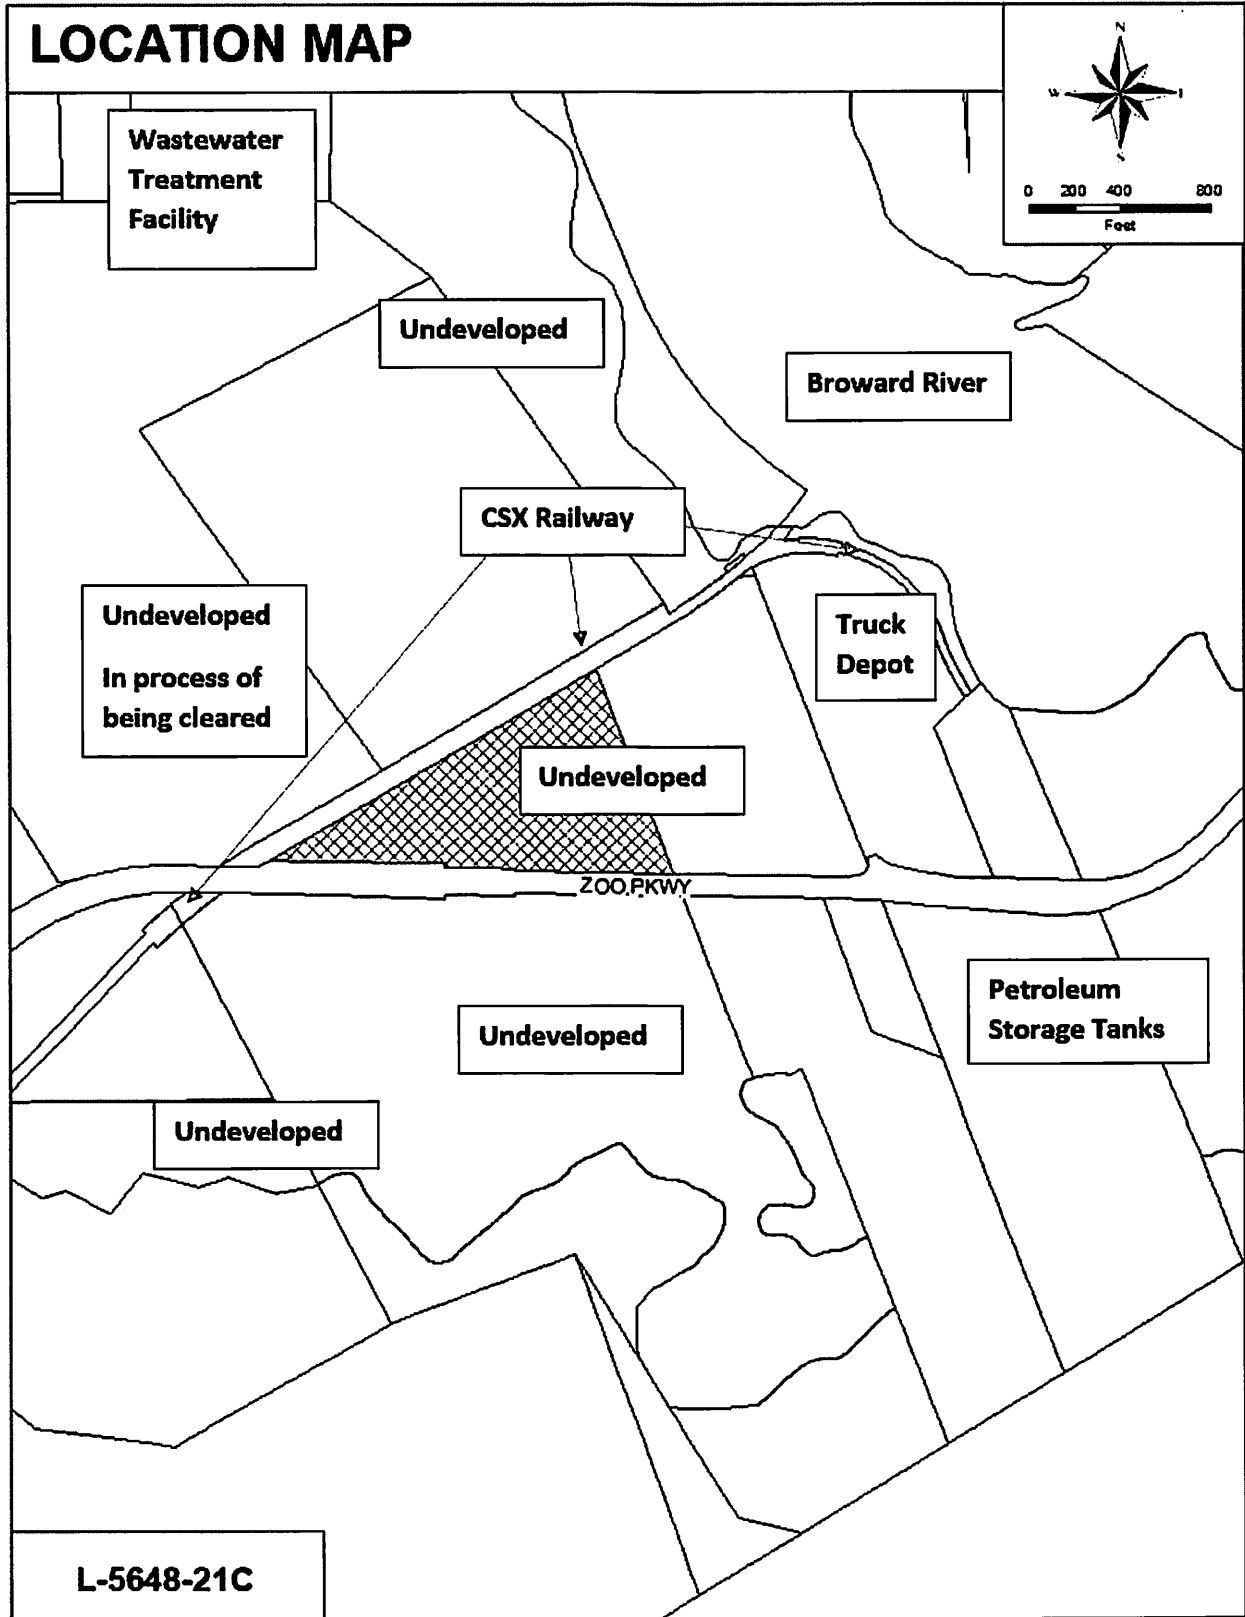 LOCATION MAP
N
W
S
0 200 400 800
Feet
Wastewater
Treatment
Facility
Undeveloped
Broward River
CSX Railway
Undeveloped
In process of
being cleared
Truck
Depot
Undeveloped
ZOO PKWY
Petroleum
Storage Tanks
Undeveloped
Undeveloped
L-5648-21C